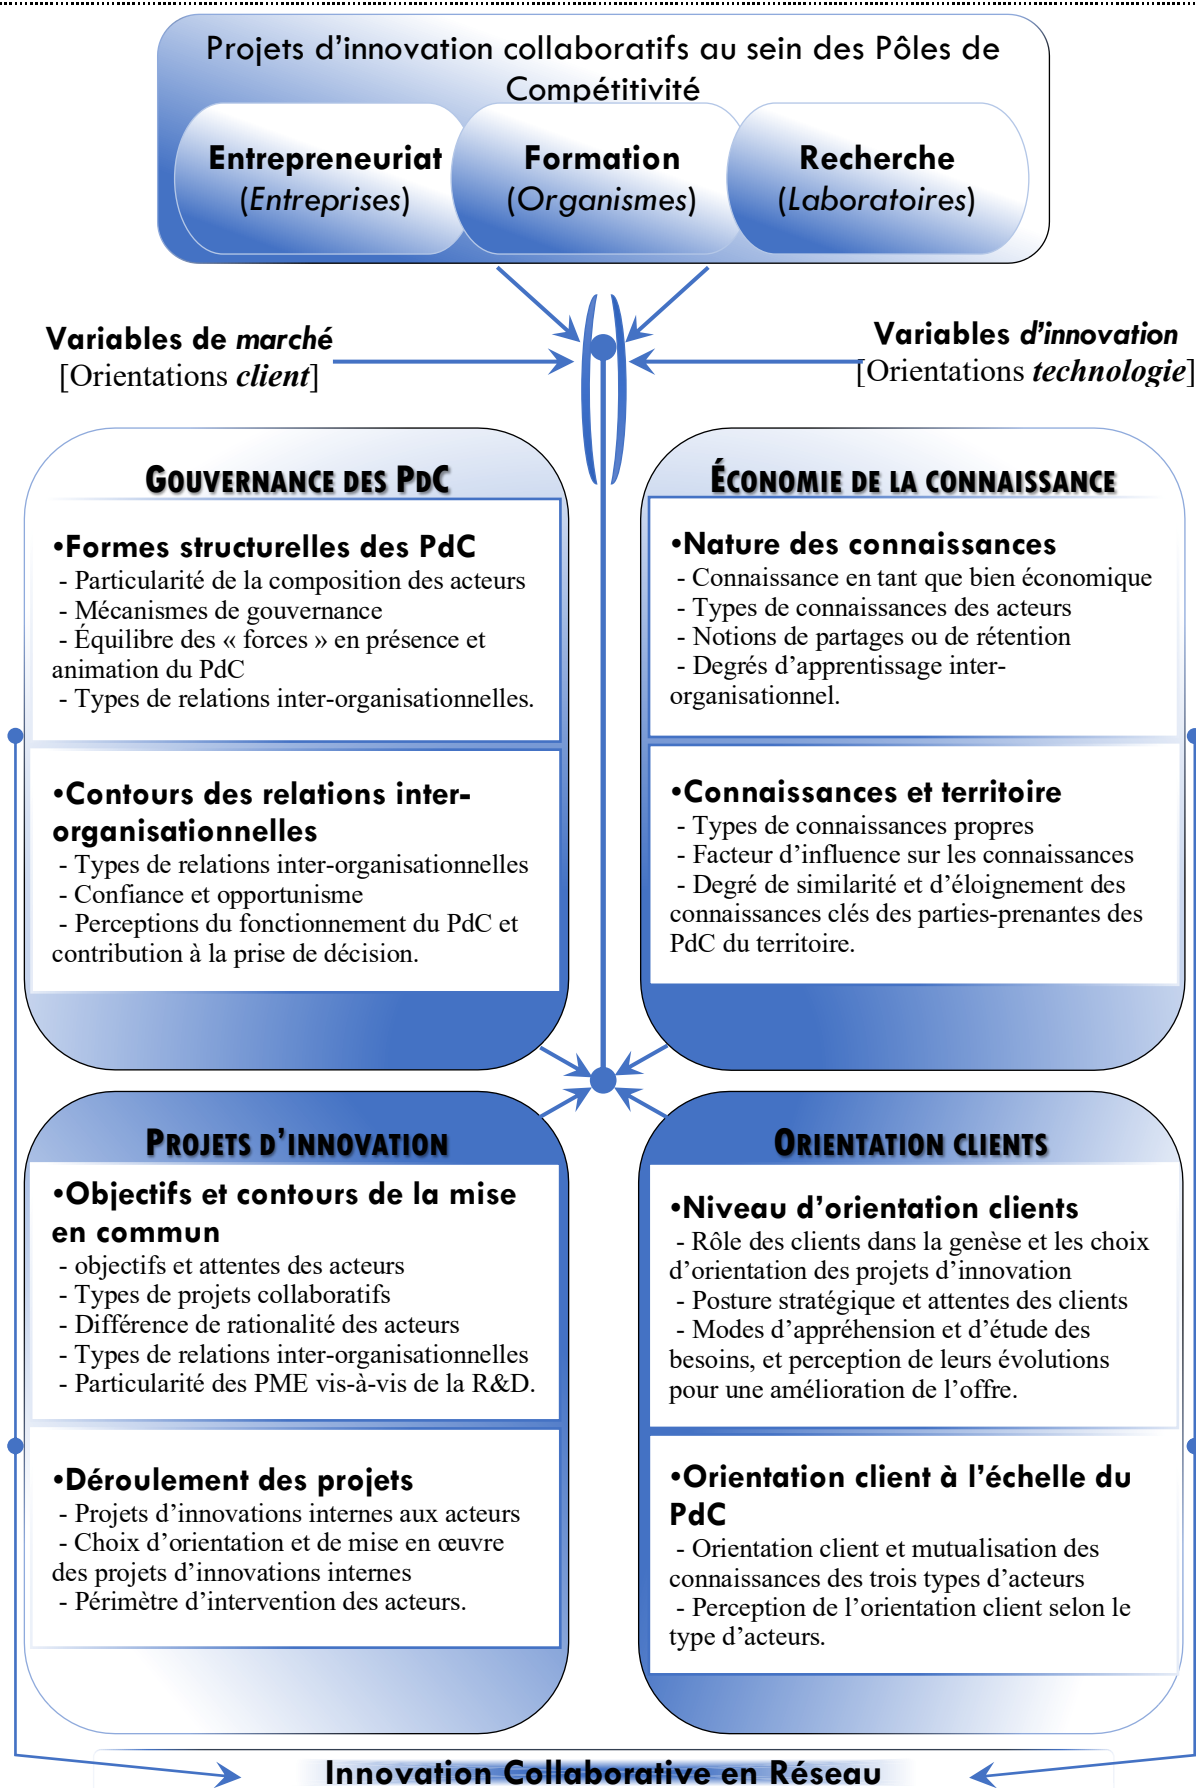 Projets d’innovation collaboratifs au sein des Pôles de
Compétitivité
Entrepreneuriat
(Entreprises)
Formation
(Organismes)
Recherche
(Laboratoires)
Variables de marché
[Orientations client]
Variables d’innovation
[Orientations technologie]
GOUVERNANCE DES PDC
•Formes structurelles des PdC
- Particularité de la composition des acteurs
- Mécanismes de gouvernance
- Équilibre des « forces » en présence et
animation du PdC
- Types de relations inter-organisationnelles.
•Contours des relations inter-
organisationnelles
- Types de relations inter-organisationnelles
- Confiance et opportunisme
- Perceptions du fonctionnement du PdC et
contribution à la prise de décision.
ÉCONOMIE DE LA CONNAISSANCE
•Nature des connaissances
- Connaissance en tant que bien économique
- Types de connaissances des acteurs
- Notions de partages ou de rétention
- Degrés d’apprentissage inter-
organisationnel.
•Connaissances et territoire
- Types de connaissances propres
- Facteur d’influence sur les connaissances
- Degré de similarité et d’éloignement des
connaissances clés des parties-prenantes des
PdC du territoire.
PROJETS D’INNOVATION
•Objectifs et contours de la mise
en commun
- objectifs et attentes des acteurs
- Types de projets collaboratifs
- Différence de rationalité des acteurs
- Types de relations inter-organisationnelles
- Particularité des PME vis-à-vis de la R&D.
•Déroulement des projets
- Projets d’innovations internes aux acteurs
- Choix d’orientation et de mise en œuvre
des projets d’innovations internes
- Périmètre d’intervention des acteurs.
ORIENTATION CLIENTS
•Niveau d’orientation clients
- Rôle des clients dans la genèse et les choix
d’orientation des projets d’innovation
- Posture stratégique et attentes des clients
- Modes d’appréhension et d’étude des
besoins, et perception de leurs évolutions
pour une amélioration de l’offre.
•Orientation client à l’échelle du
PdC
- Orientation client et mutualisation des
connaissances des trois types d’acteurs
- Perception de l’orientation client selon le
type d’acteurs.
Innovation Collaborative en Réseau